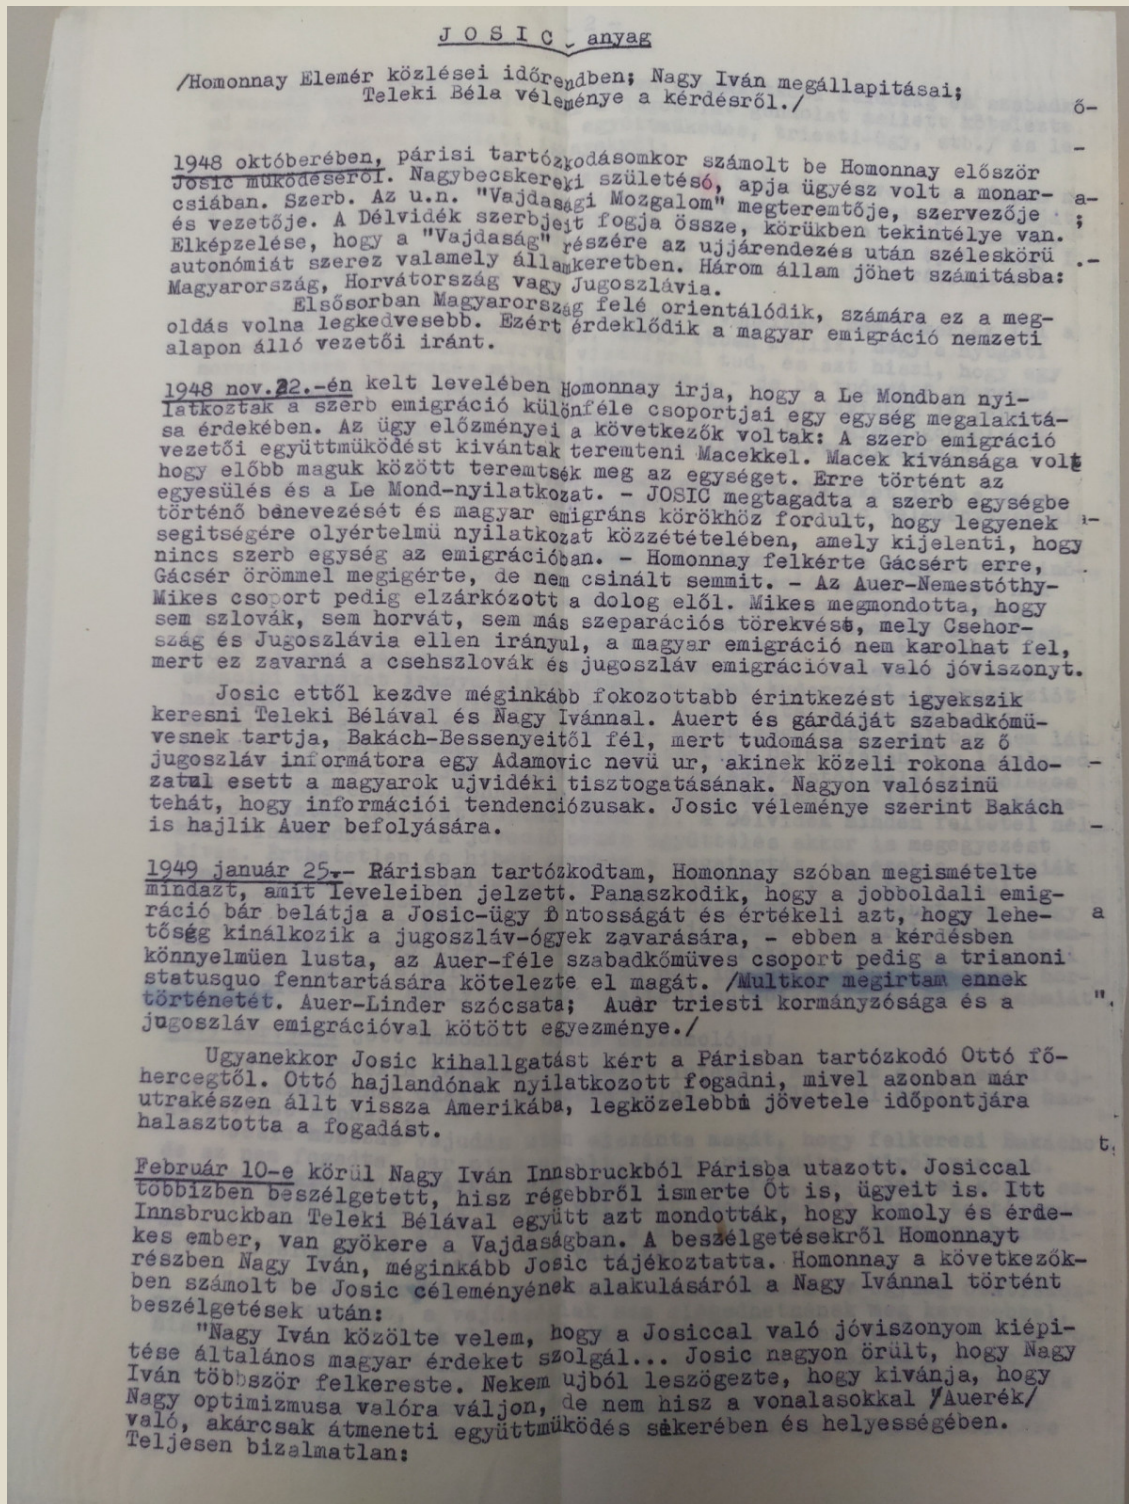 JOSIC - anyag
/Homonnay Elemér közlései időrendben; Nagy Iván megállapitásai;
Teleki Béla véleménye a kérdésről./
1948 októberében, párisi tartózkodásomkor számolt be Homonnay először
Josic működéséről. Nagybecskereki születésó, apja ügyész volt a monar-
csiában. Szerb. Az u.n. "Vajdasági Mozgalom" megteremtője, szervezője
és vezetője. A Délvidék szerbjeit fogja össze, körükben tekintélye van.
Elképzelése, hogy a "Vajdaság" részére az ujjárendezés után széleskörü
autonómiát szerez valamely államkeretben. Három állam jöhet számitásba:
Magyarország, Horvátország vagy Jugoszlávia.
Elsősorban Magyarország felé orientálódik, számára ez a meg-
oldás volna legkedvesebb. Ezért érdeklődik a magyar emigráció nemzeti
alapon álló vezetői iránt.
1948 nov.22.-én kelt levelében Homonnay irja, hogy a Le Mondban nyi-
latkoztak a szerb emigráció különféle csoportjai egy egység megalakitá-
sa érdekében. Az ügy előzményei a következők voltak: A szerb emigráció
vezetői együttmüködést kivántak teremteni Macekkel. Macek kivánsága volt
hogy előbb maguk között teremtsék meg az egységet. Erre történt az
egyesülés és a Le Mond-nyilatkozat. - JOSIC megtagadta a szerb egységbe
történő benevezését és magyar emigráns körökhöz fordult, hogy legyenek
segitségére olyértelmü nyilatkozat közzétételében, amely kijelenti, hogy
nincs szerb egység az emigrációban. - Homonnay felkérte Gácsért erre,
Gácsér örömmel megigérte, de nem csinált semmit. - Az Auer-Nemestóthy-
Mikes csoport pedig elzárkózott a dolog elől. Mikes megmondotta, hogy
sem szlovák, sem horvát, sem más szeparációs törekvést, mely Csehor-
szág és Jugoszlávia ellen irányul, a magyar emigráció nem karolhat fel,
mert ez zavarná a csehszlovák és jugoszláv emigrációval való jóviszonyt.
Josic ettől kezdve méginkább fokozottabb érintkezést igyekszik
keresni Teleki Bélával és Nagy Ivánnal. Auert és gárdáját szabadkőmü-
vesnek tartja, Bakách-Bessenyeitől fél, mert tudomása szerint az ő
jugoszláv informátora egy Adamovic nevü ur, akinek közeli rokona áldo-
zatul esett a magyarok ujvidéki tisztogatásának. Nagyon valószinü
tehát, hogy információi tendenciózusak. Josic véleménye szerint Bakách
is hajlik Auer befolyására.
1949 január 25.- Párisban tartózkodtam, Homonnay szóban megismételte
mindazt, amit leveleiben jelzett. Panaszkodik, hogy a jobboldali emig-
ráció bár belátja a Josic-ügy fontosságát és értékeli azt, hogy lehe-
tőség kinálkozik a jugoszláv-ógyek zavarására, - ebben a kérdésben
könnyelmüen lusta, az Auer-féle szabadkőmüves csoport pedig a trianoni
statusquo fenntartására kötelezte el magát. /Multkor megirtam ennek
történetét. Auer-Linder szócsata; Auer triesti kormányzósága és a
jugoszláv emigrációval kötött egyezménye./
Ugyanekkor Josic kihallgatást kért a Párisban tartózkodó Ottó fő-
hercegtől. Ottó hajlandónak nyilatkozott fogadni, mivel azonban már
utrakészen állt vissza Amerikába, legközelebbi jövetele időpontjára
halasztotta a fogadást.
Február 10-e körül Nagy Iván Innsbruckból Párisba utazott. Josiccal
többizben beszélgetett, hisz régebbről ismerte Őt is, ügyeit is. Itt
Innsbruckban Teleki Bélával együtt azt mondották, hogy komoly és érde-
kes ember, van gyökere a Vajdaságban. A beszélgetésekről Homonnayt
részben Nagy Iván, méginkább Josic tájékoztatta. Homonnay a következők-
ben számolt be Josic céleményének alakulásáról a Nagy Ivánnal történt
beszélgetések után:
"Nagy Iván közölte velem, hogy a Josiccal való jóviszonyom kiépi-
tése általános magyar érdeket szolgál... Josic nagyon örült, hogy Nagy
Iván többször felkereste. Nekem ujból leszögezte, hogy kivánja, hogy
Nagy optimizmusa valóra váljon, de nem hisz a vonalasokkal /Auerék/
való, akárcsak átmeneti együttmüködés sikerében és helyességében.
Teljesen bizalmatlan: